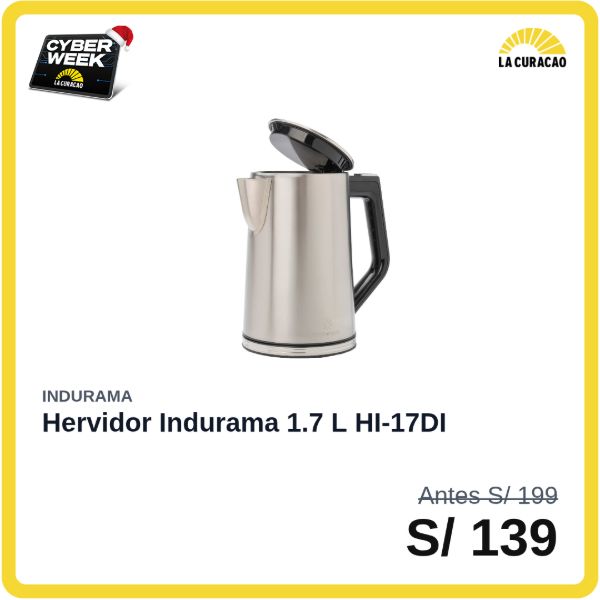 CYBER
WEEK
LA CURACAO
LA CURACAO
INDURAMA
Hervidor Indurama 1.7 L HI-17DI
Antes S/ 199
S/ 139